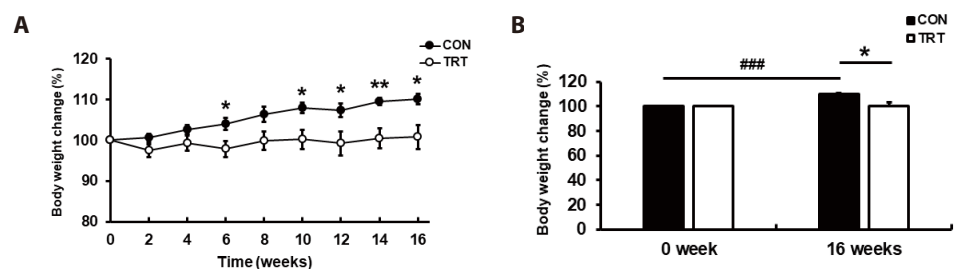 A
CON
TRT
Body weight change (%)
120
110
100
90
80
* * * ** *
0 2 4 6 8 10 12 14 16
Time (weeks)
B
CON
TRT
Body weight change (%)
120
100
80
60
40
20
0
###
*
0 week 16 weeks